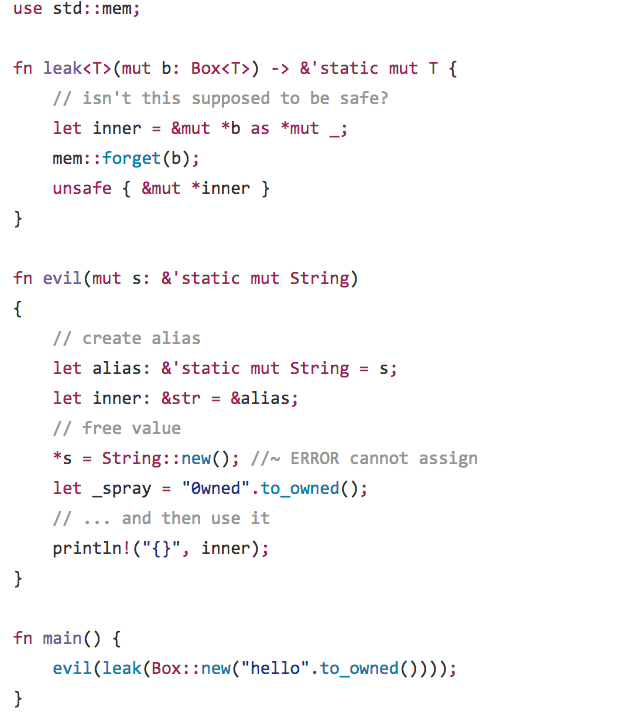 use std::mem;

fn leak<T>(mut b: Box<T>) -> &'static mut T {
    // isn't this supposed to be safe?
    let inner = &mut *b as *mut _;
    mem::forget(b);
    unsafe { &mut *inner }
}

fn evil(mut s: &'static mut String)
{
    // create alias
    let alias: &'static mut String = s;
    let inner: &str = &alias;
    // free value
    *s = String::new(); //~ ERROR cannot assign
    let _spray = "0wned".to_owned();
    // ... and then use it
    println!("{}", inner);
}

fn main() {
    evil(leak(Box::new("hello".to_owned())));
}